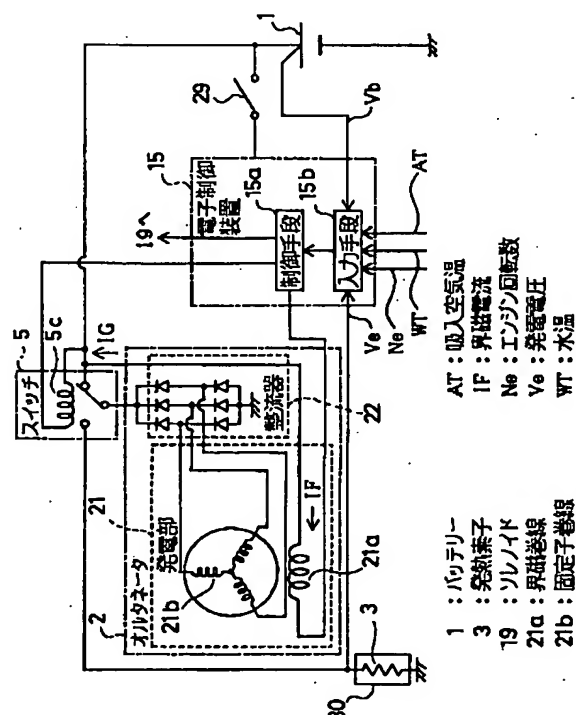 1
29
Vb
15
電子制御
装置
15a
19へ
制御手段
15b
入力手段
AT
WT
Ne
Ve
5
スイッチ
5c
IG
整流器
22
21
発電部
2
オルタネータ
21b
IF
21a
3
30
1 : バッテリー
3 : 発熱素子
19 : ソレノイド
21a : 界磁巻線
21b : 固定子巻線
AT : 吸入空気温
IF : 界磁電流
Ne : エンジン回転数
Ve : 発電電圧
WT : 水温